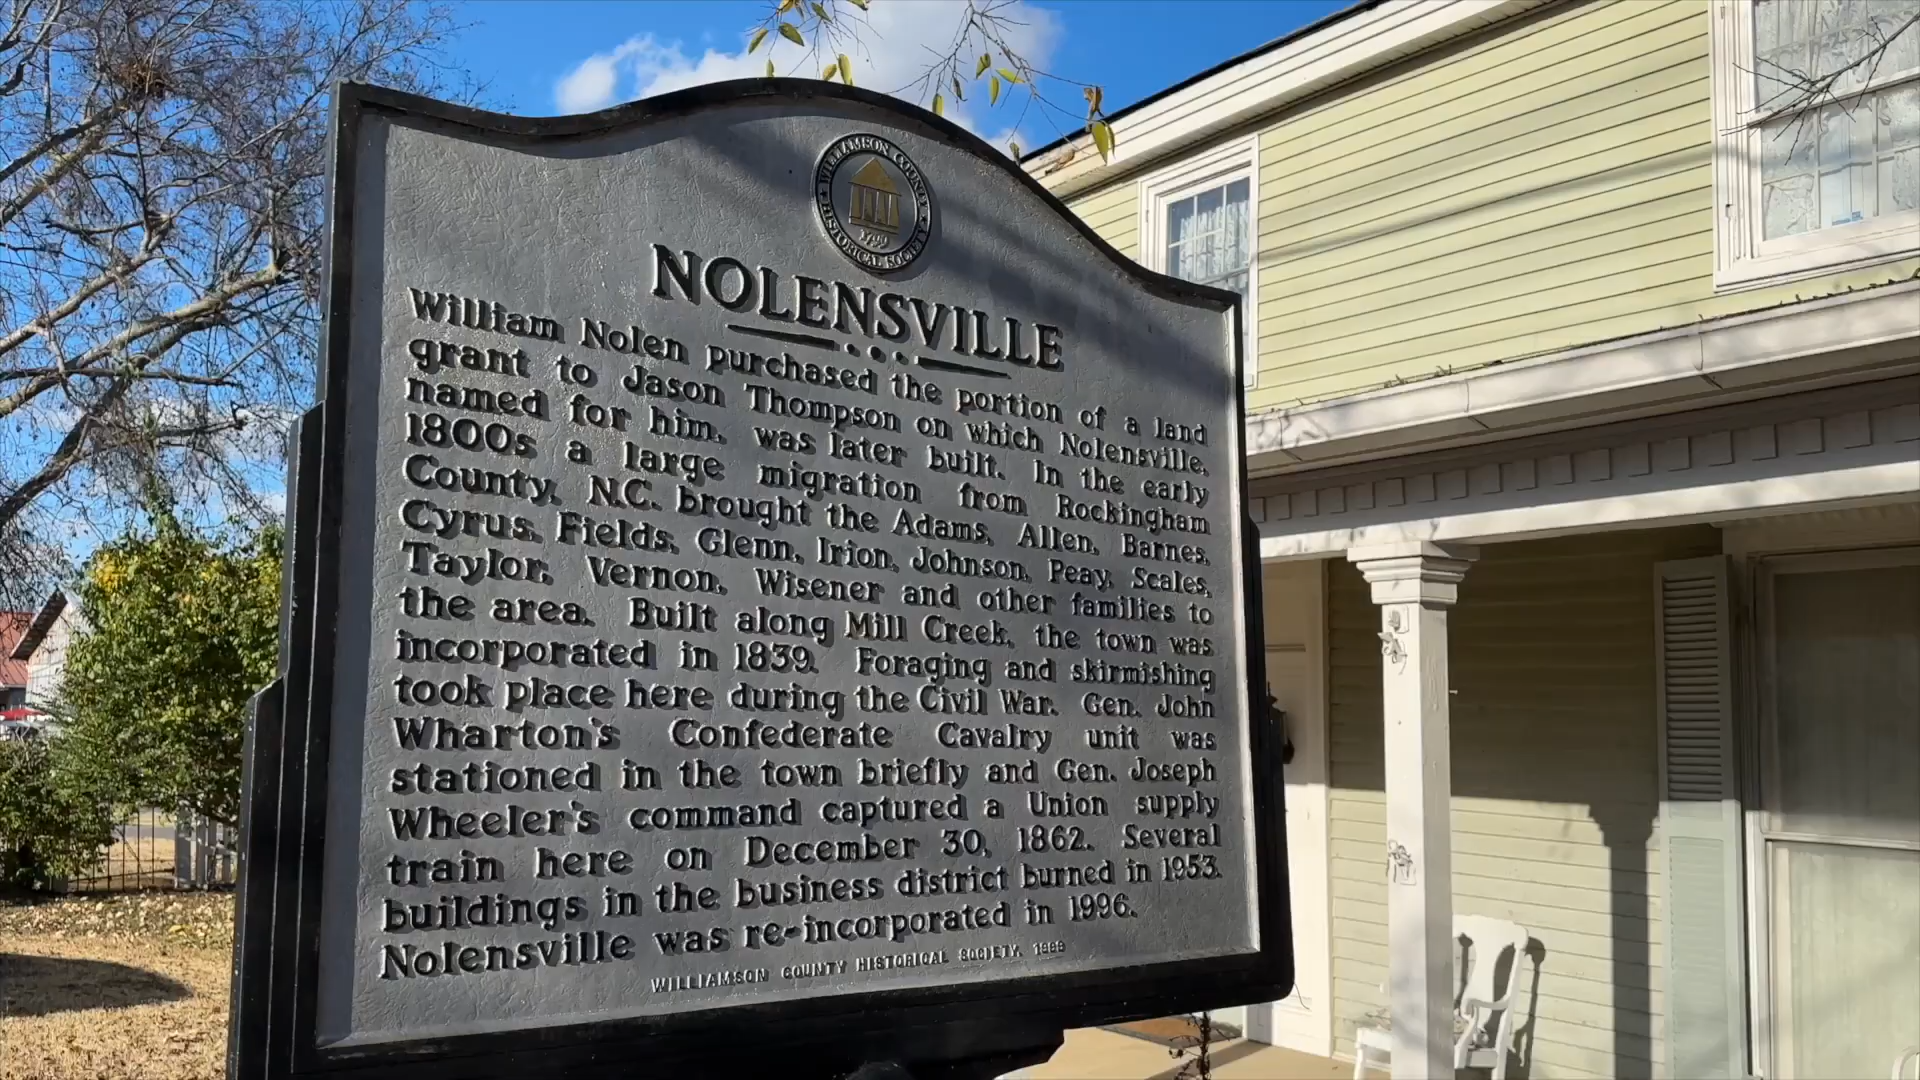 WILLIAMSON COUNTY
1799
HISTORICAL SOCIETY
NOLENSVILLE
William Nolen purchased the portion of a land
grant to Jason Thompson on which Nolensville,
named for him, was later built. In the early
1800s a large migration from Rockingham
County, N.C. brought the Adams, Allen, Barnes,
Cyrus, Fields, Glenn, Irion, Johnson, Peay, Scales,
Taylor, Vernon, Wisener and other families to
the area. Built along Mill Creek, the town was
incorporated in 1839. Foraging and skirmishing
took place here during the Civil War. Gen. John
Wharton's Confederate Cavalry unit was
stationed in the town briefly and Gen. Joseph
Wheeler's command captured a Union supply
train here on December 30, 1862. Several
buildings in the business district burned in 1953.
Nolensville was re-incorporated in 1996.
WILLIAMSON COUNTY HISTORICAL SOCIETY,